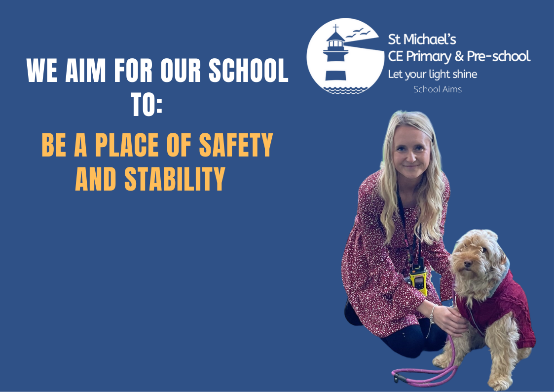 WE AIM FOR OUR SCHOOL
TO:
BE A PLACE OF SAFETY
AND STABILITY
St Michael's
CE Primary & Pre-school
Let your light shine
School Aims